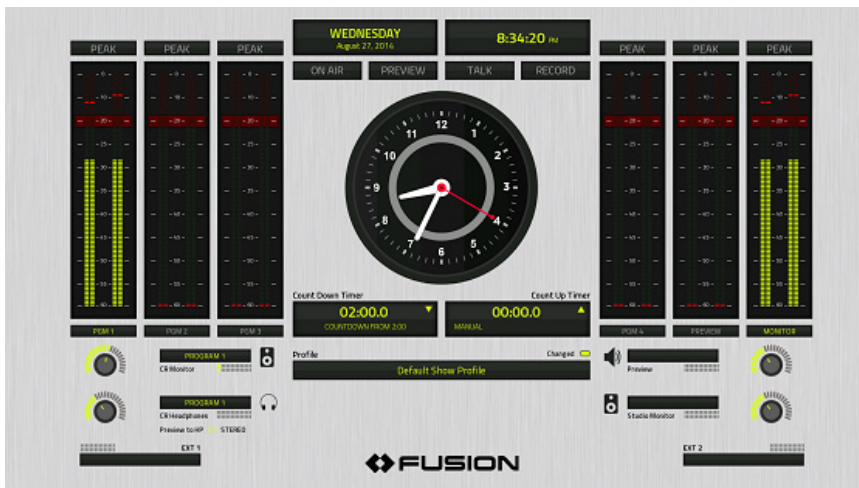 WEDNESDAY
August 27, 2014
8:34:20 PM
PEAK PEAK PEAK
PEAK PEAK PEAK
ON AIR PREVIEW TALK RECORD
12
1
2
3
4
5
6
7
8
9
10
11
Count Down Timer
Count Up Timer
02:00.0
COUNTDOWN FROM 2:00
00:00.0
MANUAL
PGM 1 PGM 2 PGM 3
PGM 4 PREVIEW MONITOR
PROGRAM 1
CR Monitor
Profile
Changed
Default Show Profile
Preview
PROGRAM 1
CR Headphones
Preview to HP STEREO
Studio Monitor
EXT 1
EXT 2
FUSION